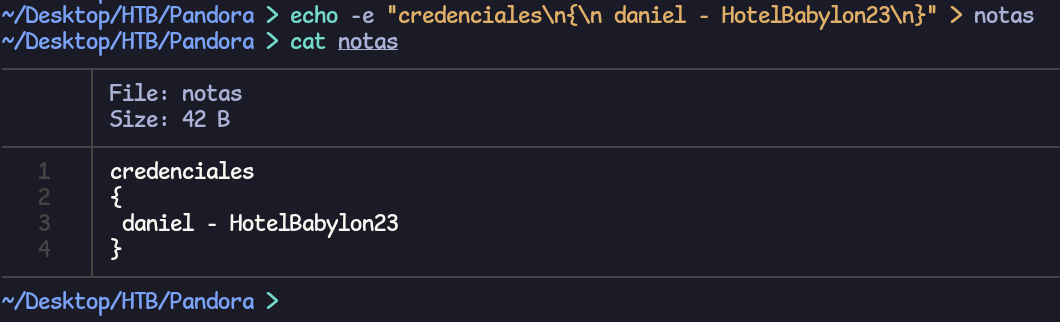 ~/Desktop/HTB/Pandora > echo -e "credenciales\n{\n daniel - HotelBabylon23\n}" > notas
~/Desktop/HTB/Pandora > cat notas
File: notas
Size: 42 B
1 credenciales
2 {
3  daniel - HotelBabylon23
4 }
~/Desktop/HTB/Pandora >